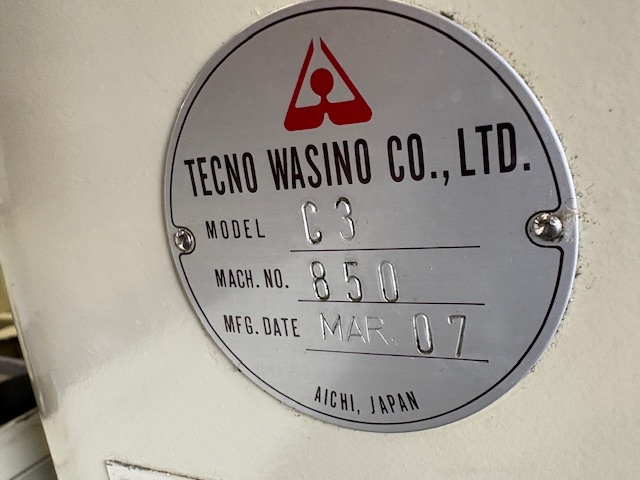 TECNO WASINO CO., LTD.
MODEL C3
MACH. NO. 850
MFG. DATE MAR. 07
AICHI, JAPAN